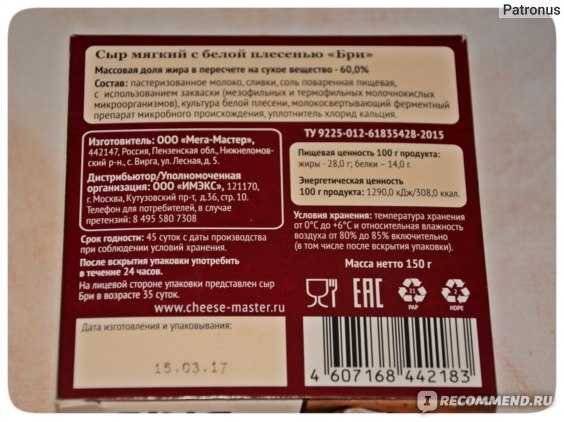 Patronus
Сыр мягкий с белой плесенью «Бри»
Массовая доля жира в пересчете на сухое вещество - 60,0%
Состав: пастеризованное молоко, сливки, соль поваренная пищевая,
с использованием закваски (мезофильных и термофильных молочнокислых
микроорганизмов), культура белой плесени, молокосвертывающий ферментный
препарат микробного происхождения, уплотнитель хлорид кальция.
Изготовитель: ООО «Мега-Мастер»,
442147, Россия, Пензенская обл., Нижнеломов-
ский р-н., с. Вирга, ул. Лесная, д. 5.
Дистрибьютор/Уполномоченная
организация: ООО «ИМЭКС», 121170,
г. Москва, Кутузовский пр-т, д.36, стр. 10.
Телефон для потребителей, в случае
претензий: 8 495 580 7308
Срок годности: 45 суток с даты производства
при соблюдении условий хранения.
После вскрытия упаковки употребить
в течение 24 часов.
На лицевой стороне упаковки представлен сыр
Бри в возрасте 35 суток.
www.cheese-master.ru
Дата изготовления и упаковывания:
15.03.17
ТУ 9225-012-61835428-2015
Пищевая ценность 100 г продукта:
жиры - 28,0 г; белки – 14,0 г.
Энергетическая ценность
100 г продукта: 1290,0 кДж/308,0 ккал.
Условия хранения: температура хранения
от 0°С до +6°С и относительная влажность
воздуха от 80% до 85% включительно
(в том числе после вскрытия упаковки).
Масса нетто 150 г
EAC
21
PAP
2
HDPE
4 607168 442183
I RECOMMEND.RU